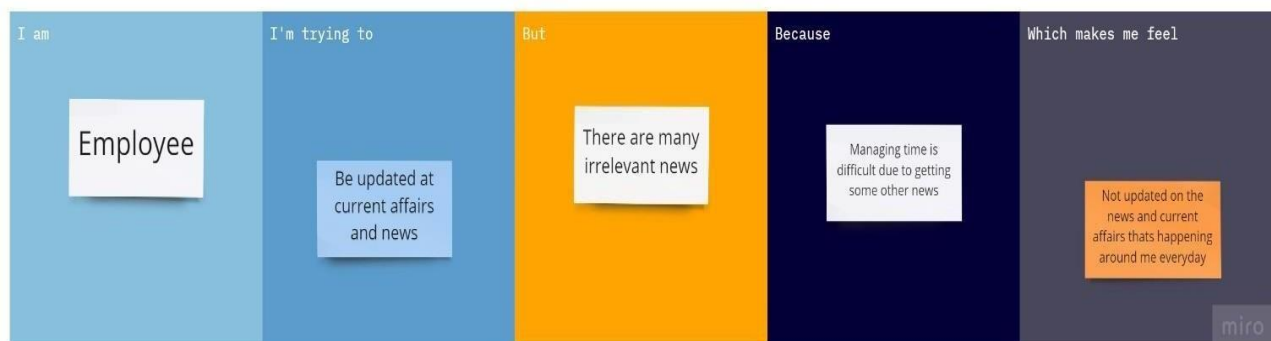 I am
Employee
I'm trying to
Be updated at
current affairs
and news
But
There are many
irrelevant news
Because
Managing time is
difficult due to getting
some other news
Which makes me feel
Not updated on the
news and current
affairs thats happening
around me everyday
miro